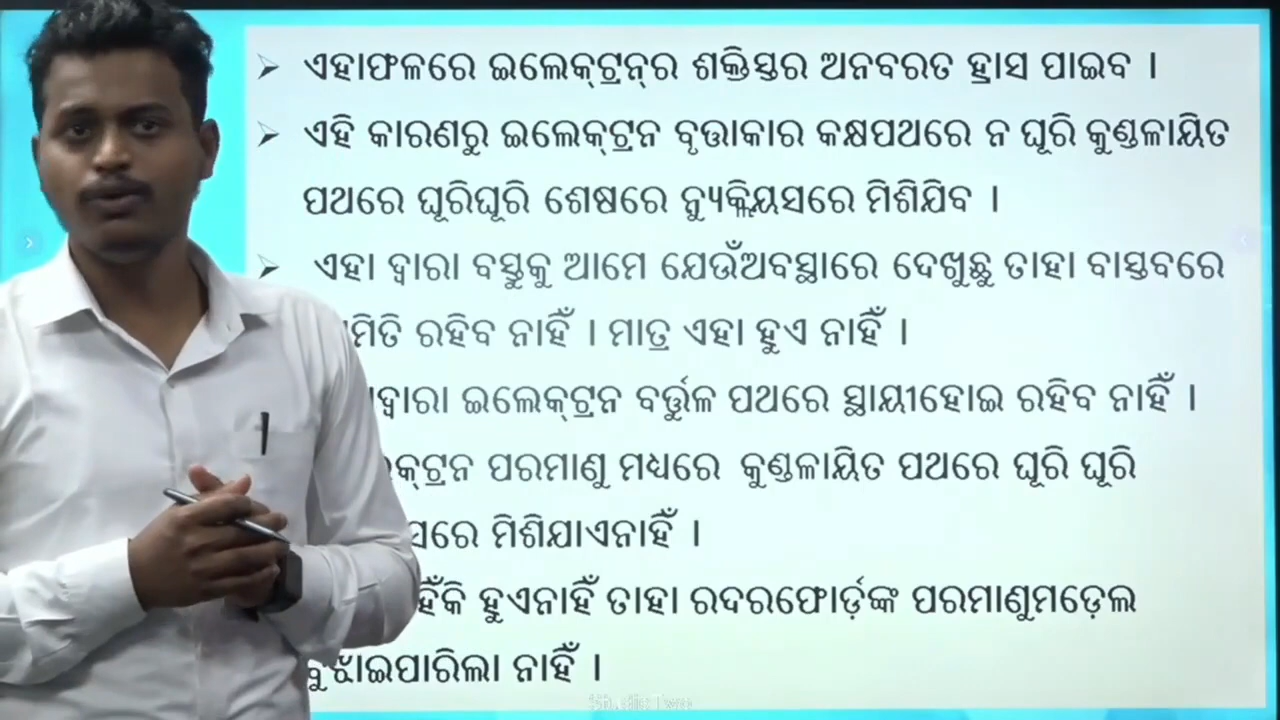 ➢ ଏହାଫଳରେ ଇଲେକ୍‌ଟ୍ରନ୍‌ର ଶକ୍ତିସ୍ତର ଅନବରତ ହ୍ରାସ ପାଇବ ।
➢ ଏହି କାରଣରୁ ଇଲେକ୍‌ଟ୍ରନ ବୃତ୍ତାକାର କକ୍ଷପଥରେ ନ ଘୂରି କୁଣ୍ଡଳାୟିତ
ପଥରେ ଘୂରିଘୂରି ଶେଷରେ ନ୍ୟୁକ୍ଲିୟସରେ ମିଶିଯିବ ।
➢ ଏହା ଦ୍ୱାରା ବସ୍ତୁକୁ ଆମେ ଯେଉଁଅବସ୍ଥାରେ ଦେଖୁଛୁ ତାହା ବାସ୍ତବରେ
ରହିବ ନାହିଁ । ମାତ୍ର ଏହା ହୁଏ ନାହିଁ ।
ଇଲେକ୍‌ଟ୍ରନ ବର୍ତ୍ତୁଳ ପଥରେ ସ୍ଥାୟୀହୋଇ ରହିବ ନାହିଁ ।
ପରମାଣୁ ମଧ୍ୟରେ କୁଣ୍ଡଳାୟିତ ପଥରେ ଘୂରି ଘୂରି
ମିଶିଯାଏନାହିଁ ।
ହୁଏନାହିଁ ତାହା ରଦରଫୋର୍ଡ଼ଙ୍କ ପରମାଣୁମଡ଼େଲ
ବୁଝାଇପାରିଲା ନାହିଁ ।